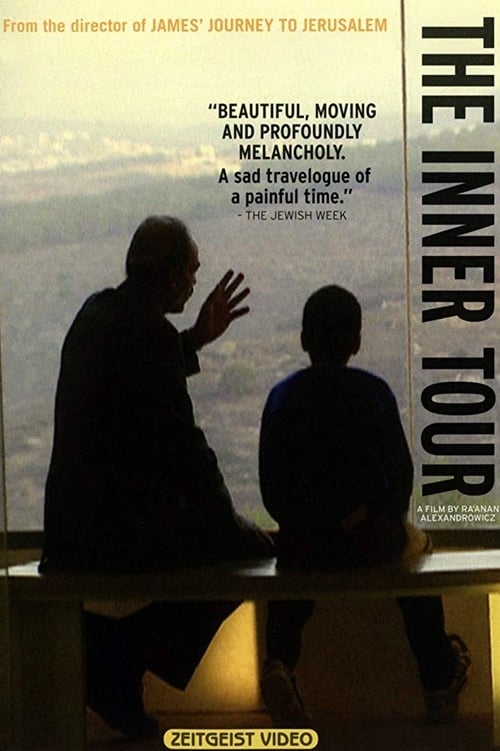 From the director of JAMES' JOURNEY TO JERUSALEM
"BEAUTIFUL, MOVING
AND PROFOUNDLY
MELANCHOLY.
A sad travelogue of
a painful time."
- THE JEWISH WEEK
THE INNER TOUR
A FILM BY RA'ANAN
ALEXANDROWICZ
ZEITGEIST VIDEO